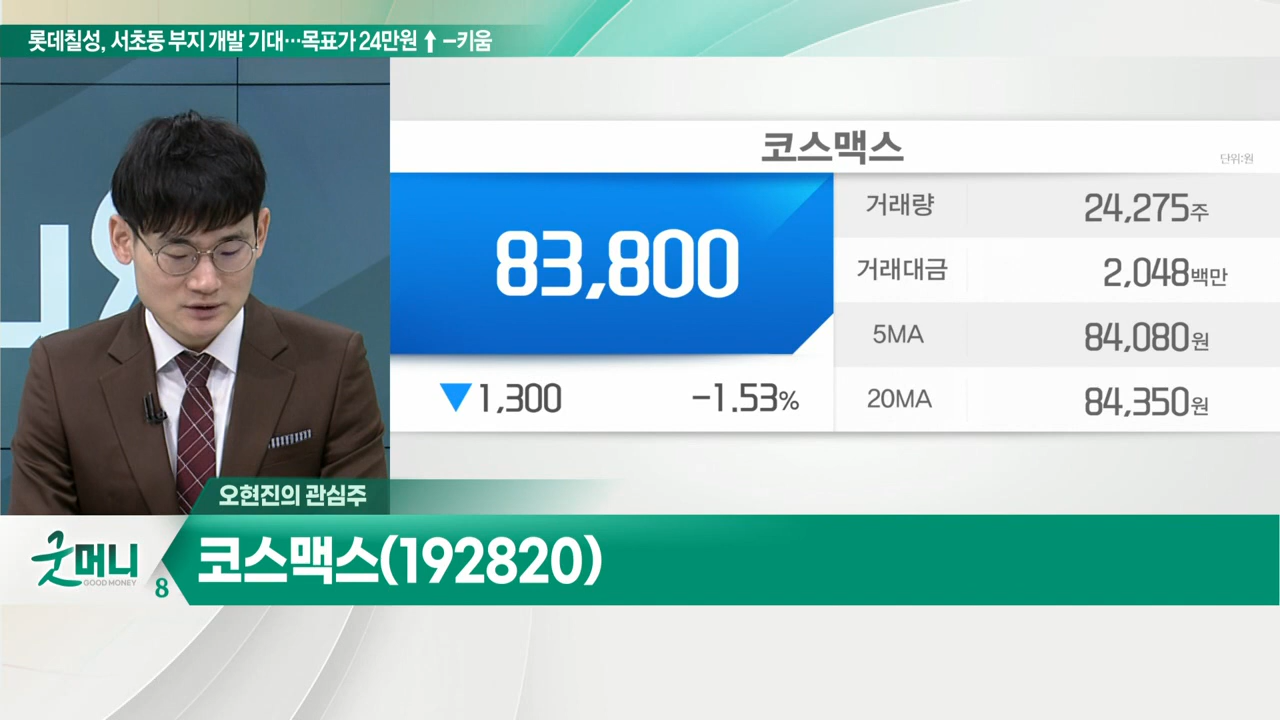 롯데칠성, 서초동 부지 개발 기대…목표가 24만원⬆ -키움
코스맥스
단위:원
83,800
▼1,300 -1.53%
거래량 24,275주
거래대금 2,048백만
5MA 84,080원
20MA 84,350원
오현진의 관심주
코스맥스(192820)
굿머니
GOOD MONEY
8